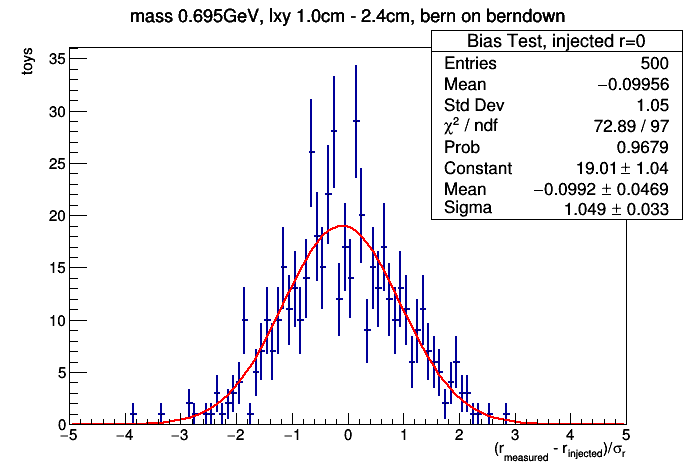 mass 0.695GeV, lxy 1.0cm - 2.4cm, bern on berndown
Bias Test, injected r=0
Entries 500
Mean −0.09956
Std Dev 1.05
χ² / ndf 72.89 / 97
Prob 0.9679
Constant 19.01 ± 1.04
Mean −0.0992 ± 0.0469
Sigma 1.049 ± 0.033
toys
35
30
25
20
15
10
5
0
−5 −4 −3 −2 −1 0 1 2 3 4 5
(r_measured - r_injected)/σ_r